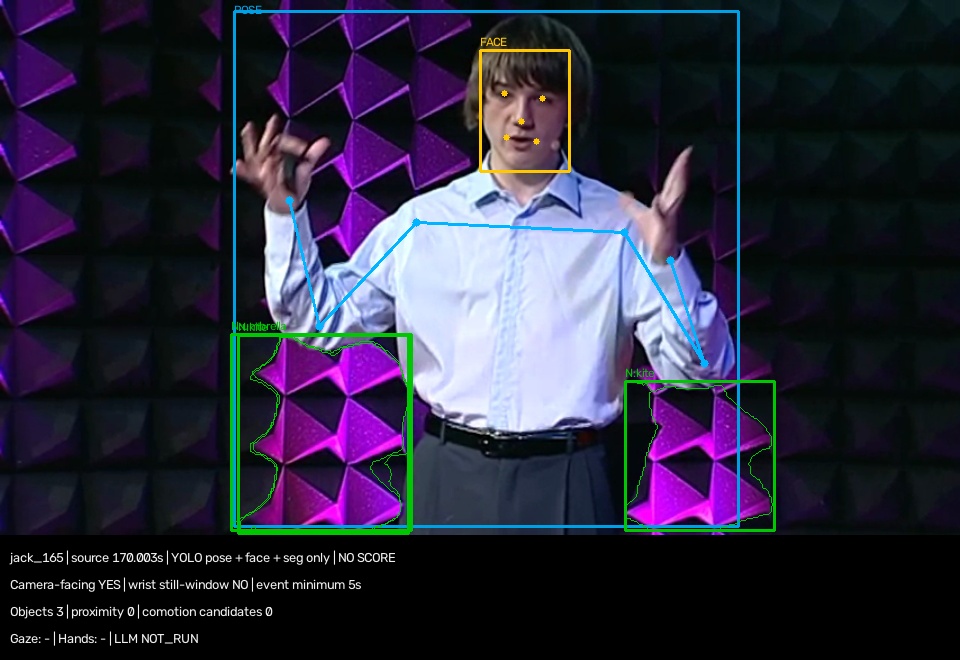 POSE
FACE
N:kite
jack_165 | source 170.003s | YOLO pose + face + seg only | NO SCORE
Camera-facing YES | wrist still-window NO | event minimum 5s
Objects 3 | proximity 0 | comotion candidates 0
Gaze: - | Hands: - | LLM NOT_RUN